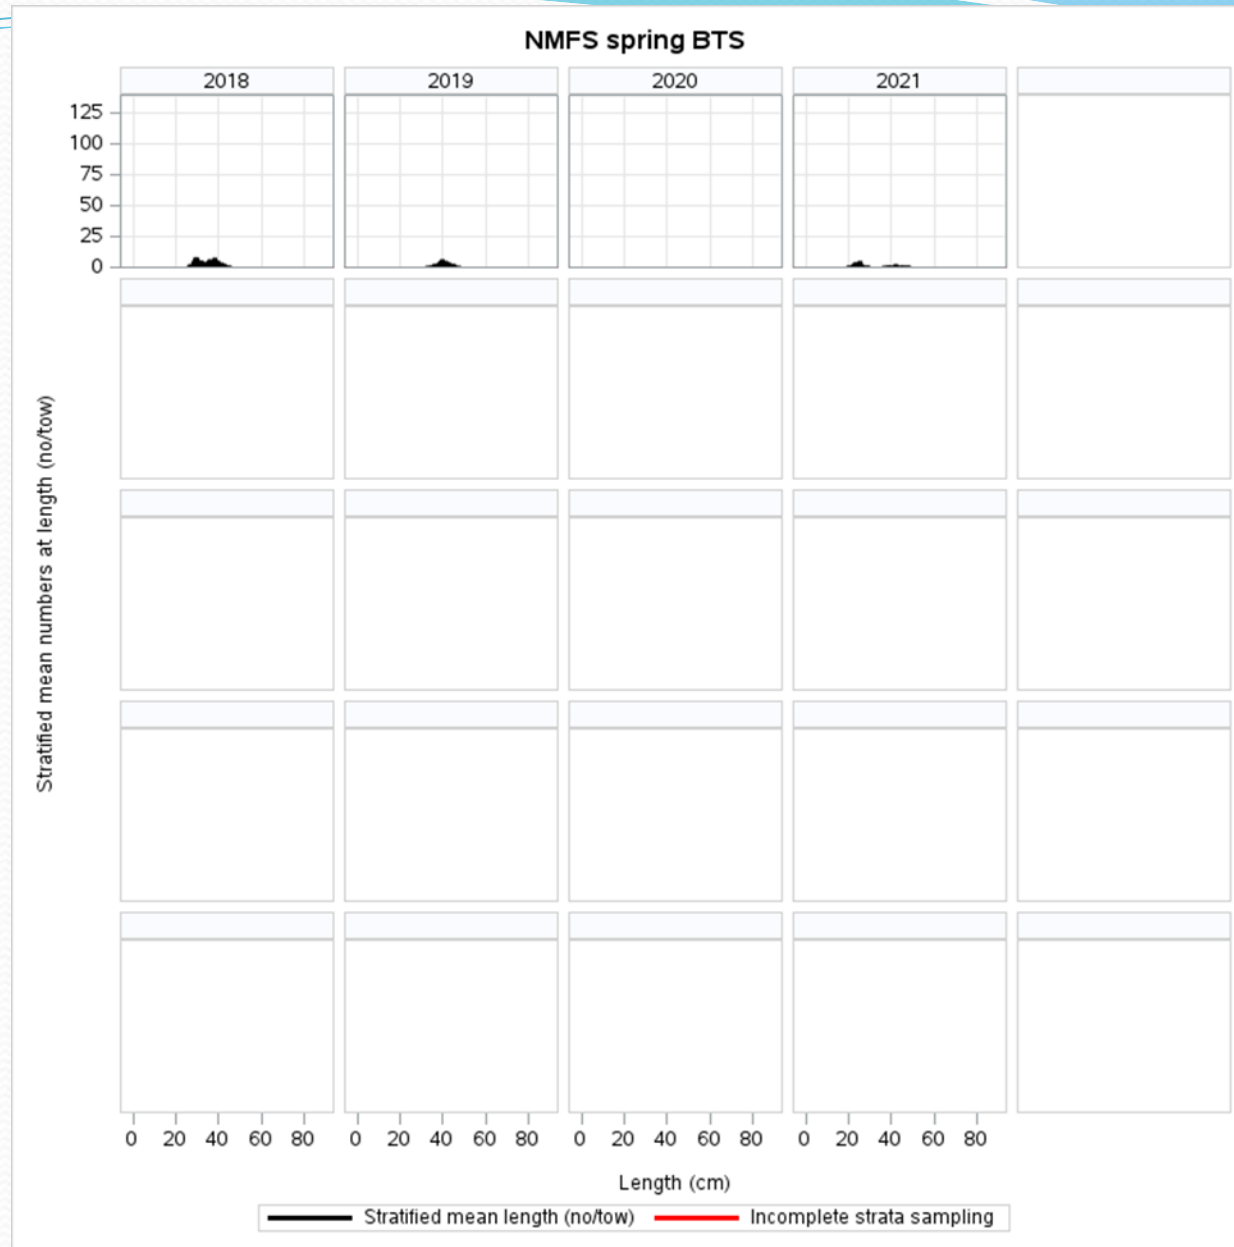 NMFS spring BTS
2018 2019 2020 2021
125
100
75
50
25
0
Stratified mean numbers at length (no/tow)
0 20 40 60 80 0 20 40 60 80 0 20 40 60 80 0 20 40 60 80
Length (cm)
Stratified mean length (no/tow) Incomplete strata sampling